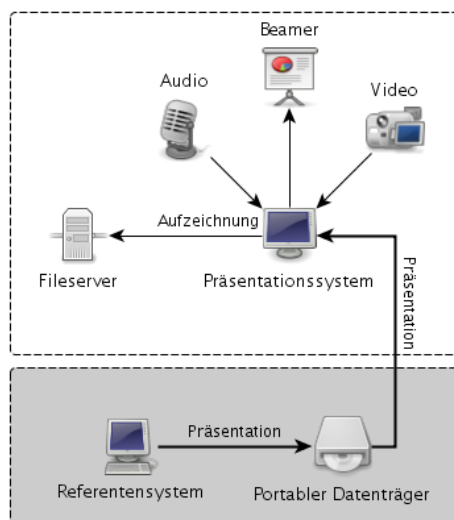 Beamer
Audio
Video
Aufzeichnung
Fileserver
Präsentationssystem
Präsentation
Präsentation
Referentensystem
Portabler Datenträger